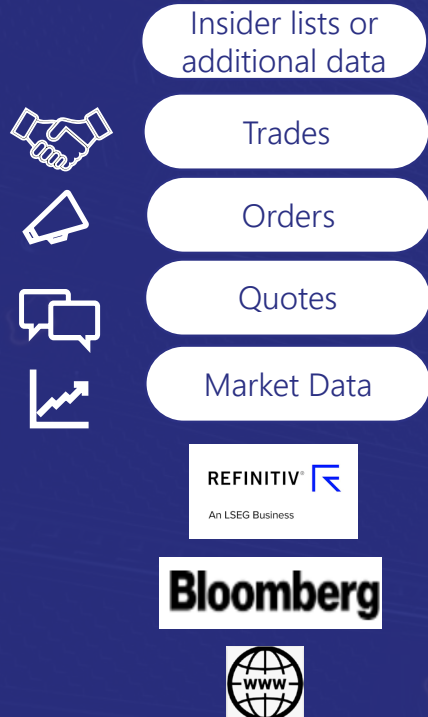 Insider lists or
additional data
Trades
Orders
Quotes
Market Data
REFINITIV®
An LSEG Business
Bloomberg
www